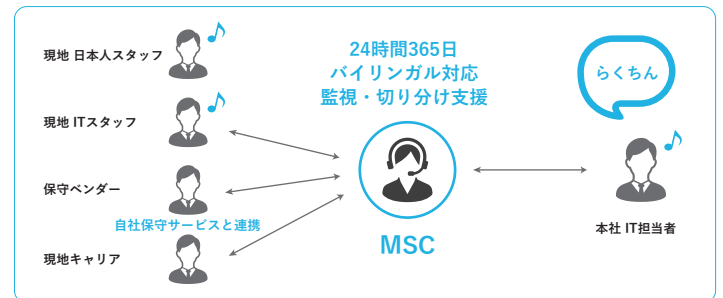 現地 日本人スタッフ
現地 ITスタッフ
保守ベンダー
自社保守サービスと連携
現地キャリア
24時間365日
バイリンガル対応
監視・切り分け支援
MSC
らくちん
本社 IT担当者